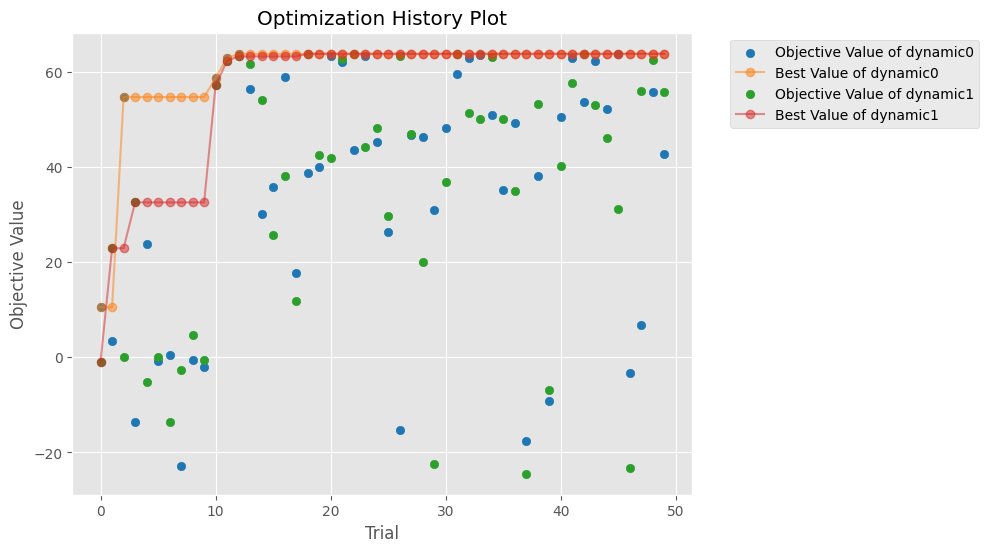 Optimization History Plot
Objective Value of dynamic0
Best Value of dynamic0
Objective Value of dynamic1
Best Value of dynamic1
Objective Value
60
40
20
0
−20
0 10 20 30 40 50
Trial